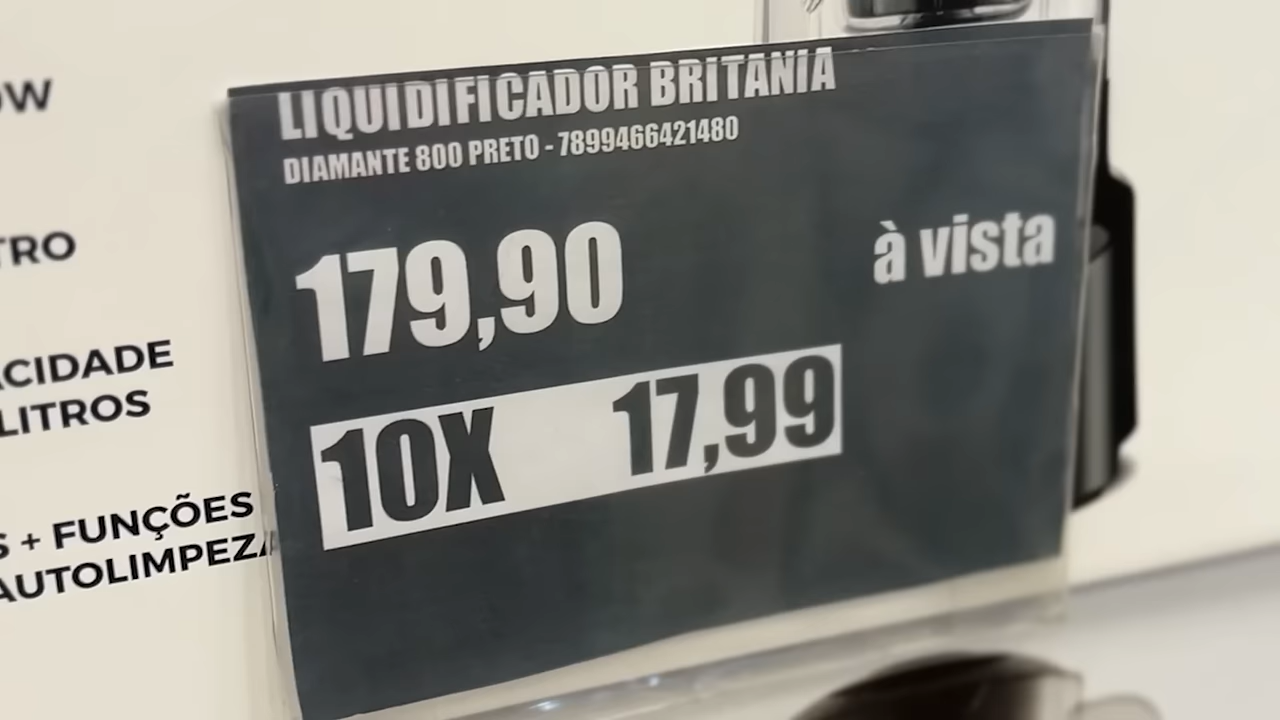 LIQUIDIFICADOR BRITANIA
DIAMANTE 800 PRETO - 7899466421480
179,90 à vista
10X 17,99
OW
TRO
ACIDADE
LITROS
S + FUNÇÕES
AUTOLIMPEZA